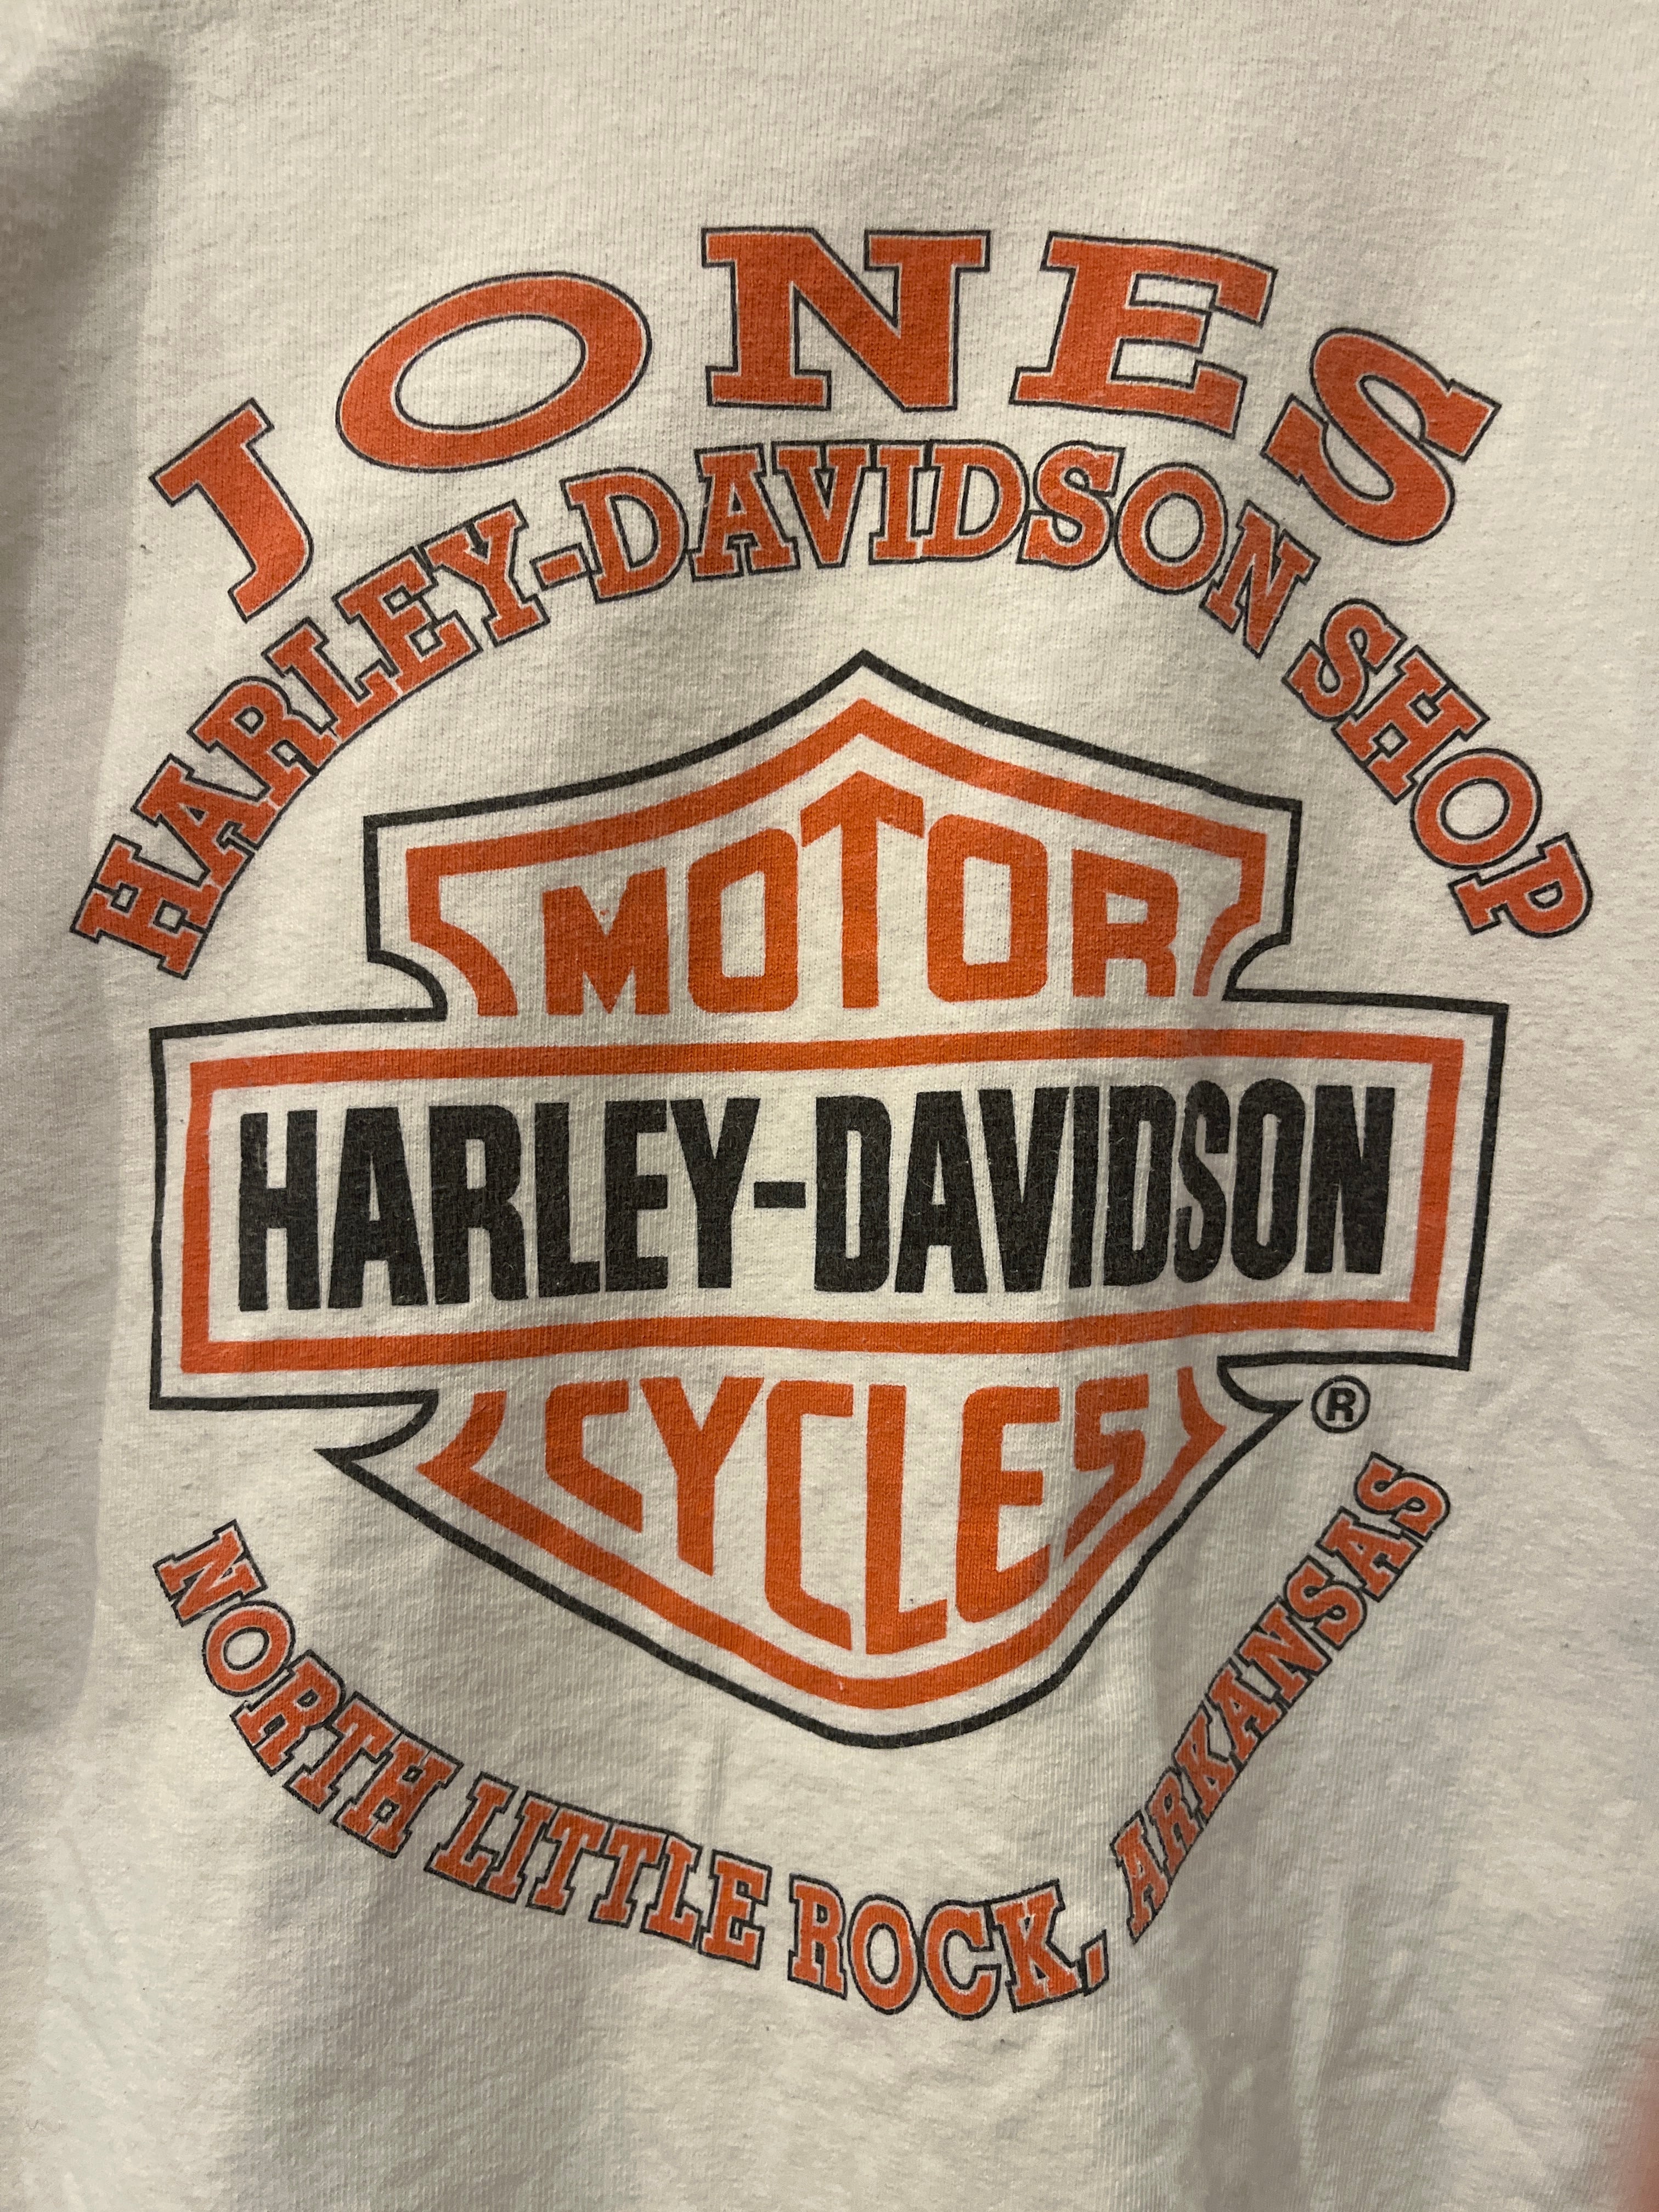 JONES
HARLEY-DAVIDSON SHOP
MOTOR
HARLEY-DAVIDSON
CYCLES
®
NORTH LITTLE ROCK, ARKANSAS